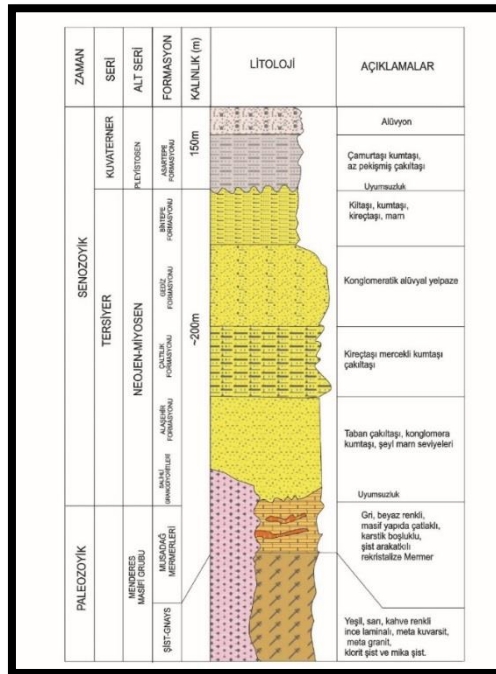 ZAMAN
SERİ
ALT SERİ
FORMASYON
KALINLIK (m)
LİTOLOJİ
AÇIKLAMALAR
SENOZOYİK
KUVATERNER
PLEYİSTOSEN
ASARTEPE
FORMASYONU
150m
Alüvyon
Çamurtaşı kumtaşı,
az pekişmiş çakıltaşı
Uyumsuzluk
TERSİYER
NEOJEN-MİYOSEN
~200m
BİNTEPE
FORMASYONU
Kiltaşı, kumtaşı,
kireçtaşı, marn
GEDİZ
FORMASYONU
Konglomeratik alüvyal yelpaze
ÇALTILIK
FORMASYONU
Kireçtaşı mercekli kumtaşı
çakıltaşı
ALAŞEHİR
FORMASYONU
Taban çakıltaşı, konglomera
kumtaşı, şeyl marn seviyeleri
SALİHLİ
GRANODİYORİTLERİ
Uyumsuzluk
PALEOZOYİK
MENDERES
MASİFİ GRUBU
MUSADAĞ
MERMERLERİ
Gri, beyaz renkli,
masif yapıda çatlaklı,
karstik boşluklu,
şist arakatkılı
rekristalize Mermer
ŞİST-GNAYS
Yeşil, sarı, kahve renkli
ince laminalı, meta kuvarsit,
meta granit,
klorit şist ve mika şist.